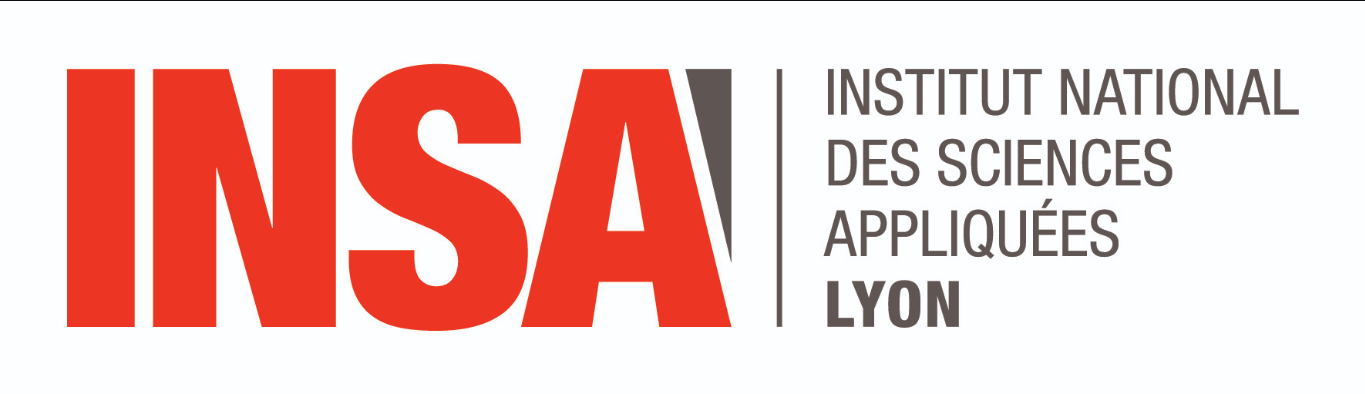 INSA
INSTITUT NATIONAL
DES SCIENCES
APPLIQUÉES
LYON